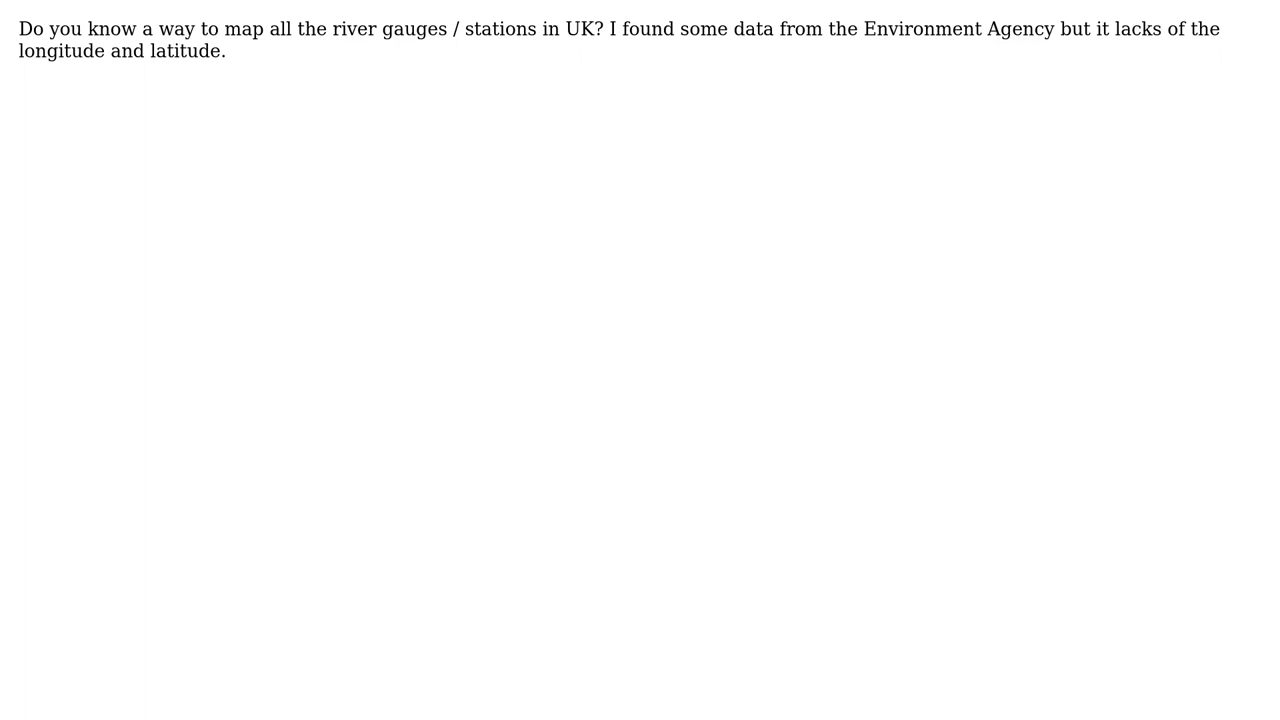 Do you know a way to map all the river gauges / stations in UK? I found some data from the Environment Agency but it lacks of the
longitude and latitude.